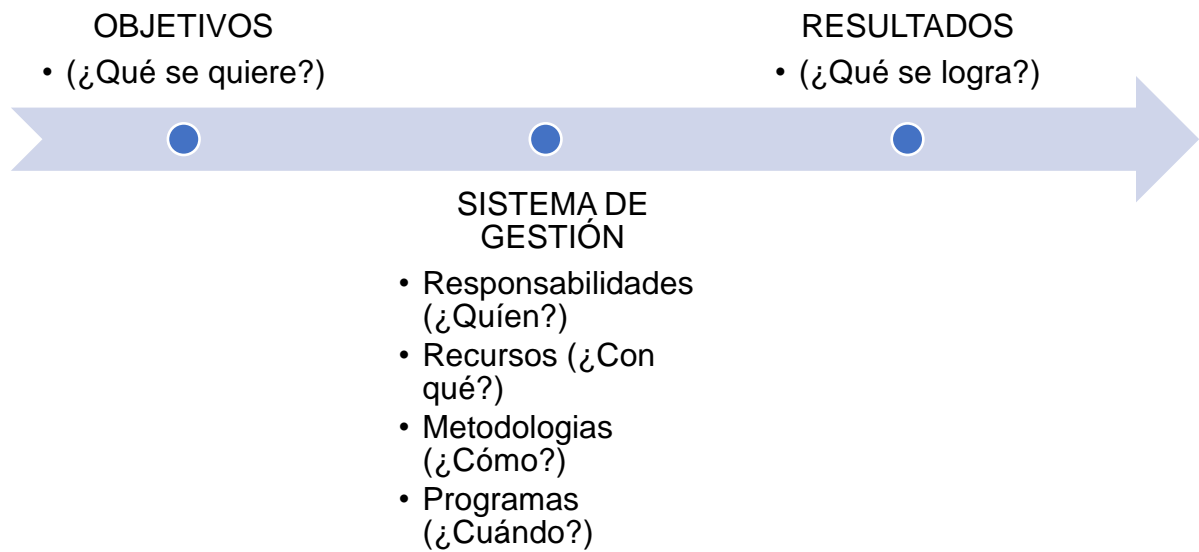 OBJETIVOS
• (¿Qué se quiere?)
RESULTADOS
• (¿Qué se logra?)
SISTEMA DE
GESTIÓN
• Responsabilidades
(¿Quíen?)
• Recursos (¿Con
qué?)
• Metodologias
(¿Cómo?)
• Programas
(¿Cuándo?)